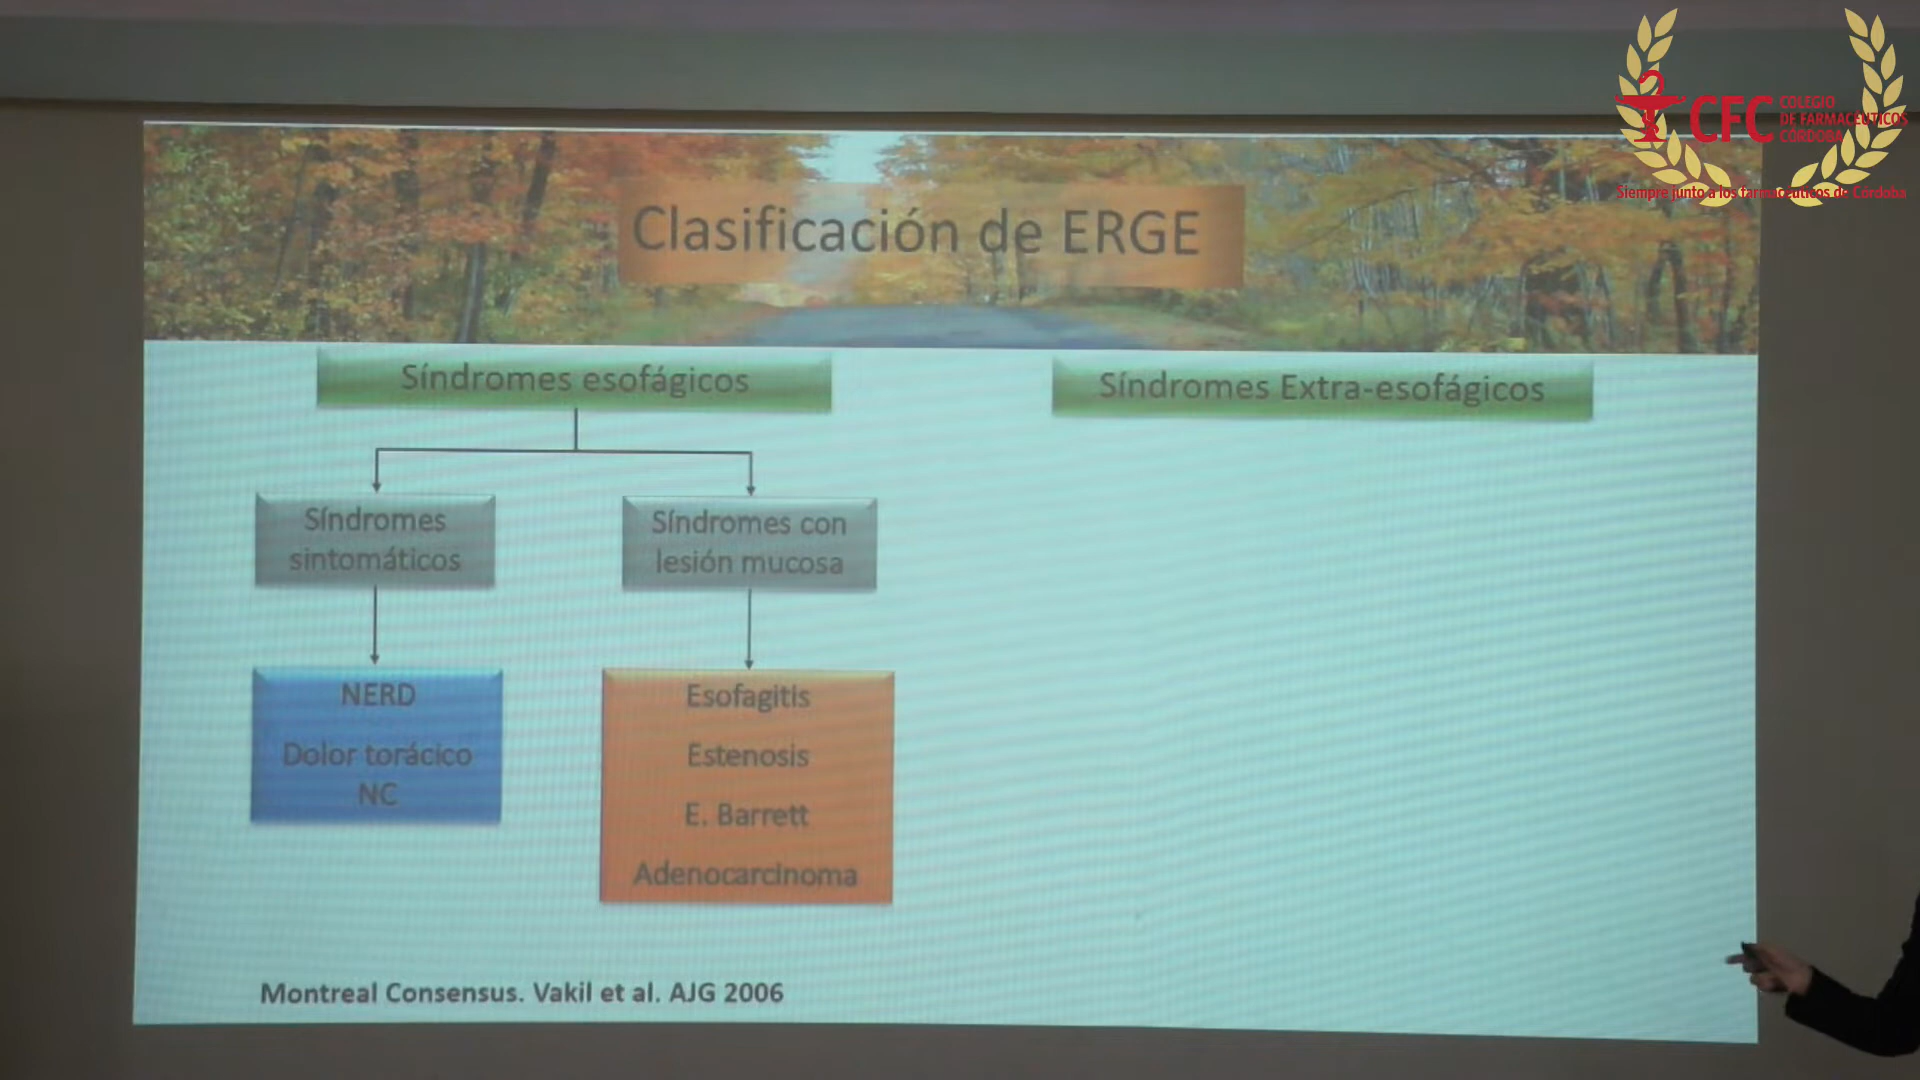 CFC
COLEGIO
DE FARMACÉUTICOS
CÓRDOBA
Siempre junto a los farmacéuticos de Córdoba
Clasificación de ERGE
Síndromes esofágicos
Síndromes Extra-esofágicos
Síndromes
sintomáticos
Síndromes con
lesión mucosa
NERD
Dolor torácico
NC
Esofagitis
Estenosis
E. Barrett
Adenocarcinoma
Montreal Consensus. Vakil et al. AJG 2006